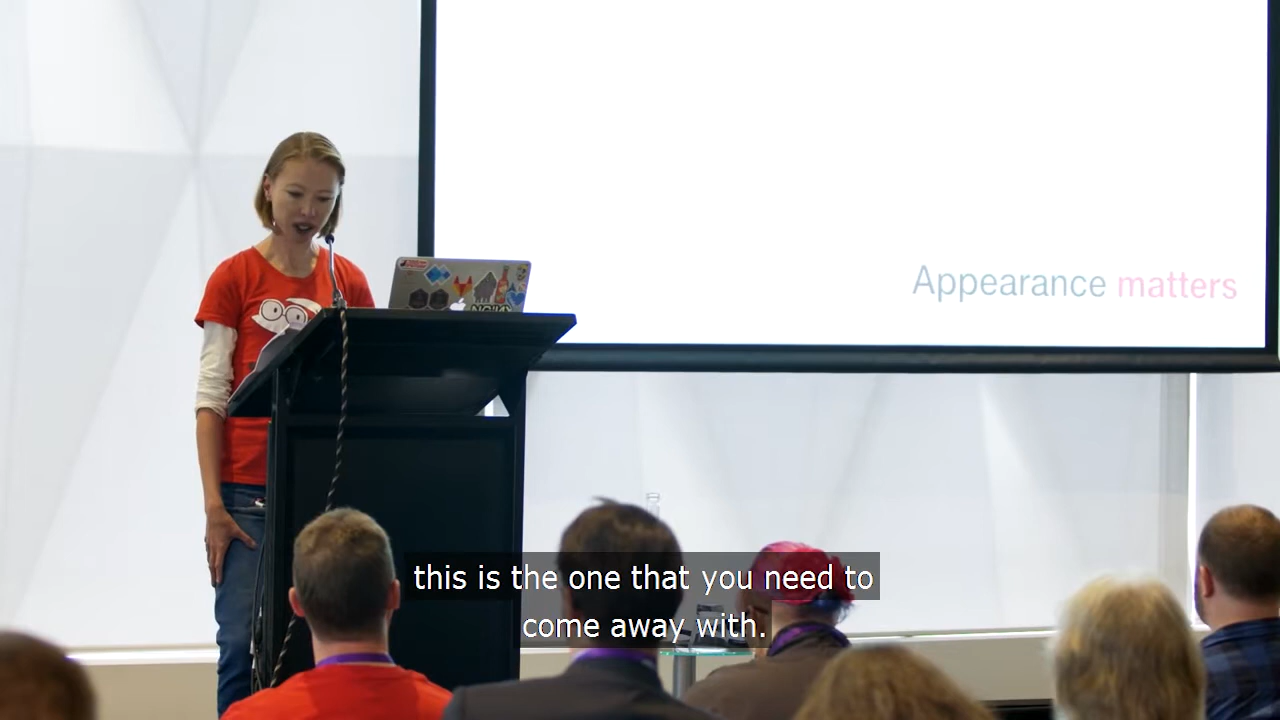 Appearance matters
this is the one that you need to
come away with.